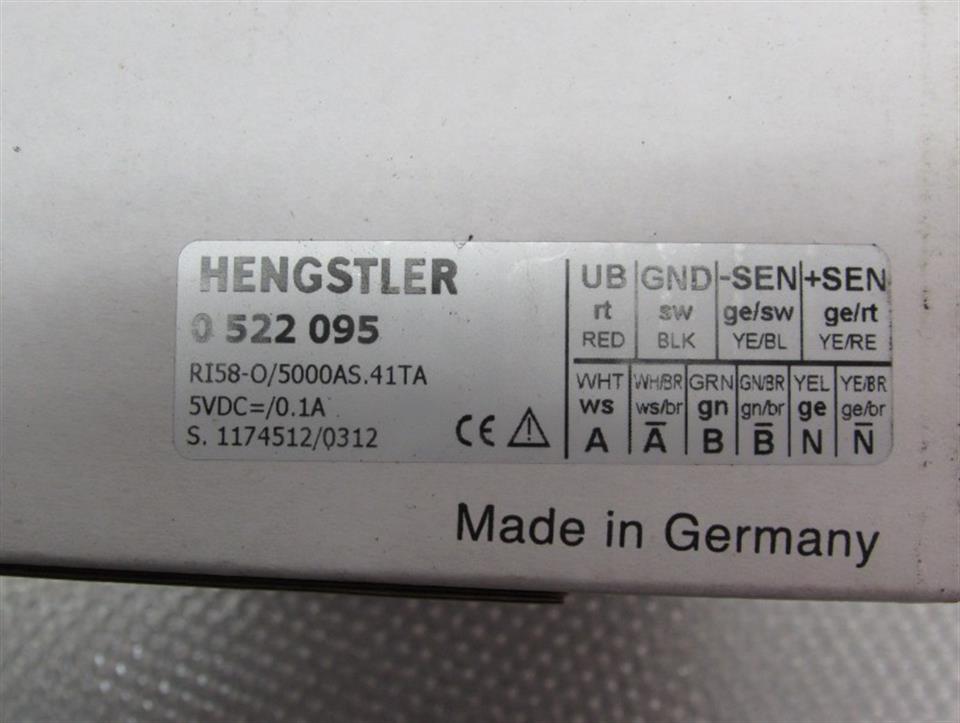 HENGSTLER
0 522 095
RI58-O/5000AS.41TA
5VDC=/0.1A
S. 1174512/0312
CE
UB GND -SEN +SEN
rt sw ge/sw ge/rt
RED BLK YE/BL YE/RE
WHT WH/BR GRN GN/BR YEL YE/BR
ws ws/br gn gn/br ge ge/br
A A̅ B B̅ N N̅
Made in Germany